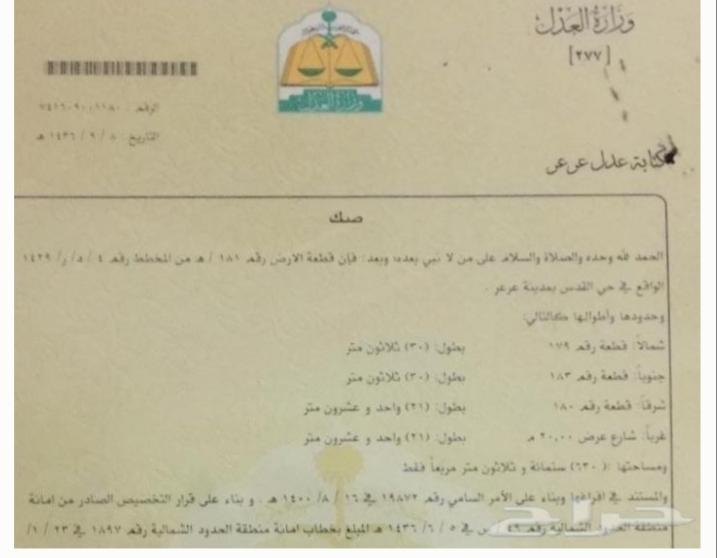 وزارة العدل
[٢٧٧]
وزارة العدل
الرقم: ٧٤١٦٠٩٠٠١١٨٠
التاريخ: ٨ / ٩ / ١٤٣٦ هـ
كتابة عدل عرعر
صك
الحمد لله وحده والصلاة والسلام على من لا نبي بعده، وبعد: فإن قطعة الارض رقم ١٨١ / هـ من المخطط رقم ٤ / د/ ر/ ١٤٢٩
الواقع في حي القدس بمدينة عرعر .
وحدودها وأطوالها كالتالي:
شمالاً: قطعة رقم ١٧٩ بطول: (٣٠) ثلاثون متر
جنوباً: قطعة رقم ١٨٣ بطول: (٣٠) ثلاثون متر
شرقاً: قطعة رقم ١٨٠ بطول: (٢١) واحد و عشرون متر
غرباً: شارع عرض ٢٠,٠٠ م بطول: (٢١) واحد و عشرون متر
ومساحتها :( ٦٣٠) ستمائة و ثلاثون متر مربعاً فقط
والمستند في افراغها وبناء على الأمر السامي رقم ١٩٨٧٢ في ١٦ / ٨ / ١٤٠٠ هـ . و بناء على قرار التخصيص الصادر من امانة
منطقة الحدود الشمالية رقم ٤٩ س في ٥ / ٦ / ١٤٣٦ هـ المبلغ بخطاب امانة منطقة الحدود الشمالية رقم ١٨٩٧ في ٢٣ / ١/
حراج